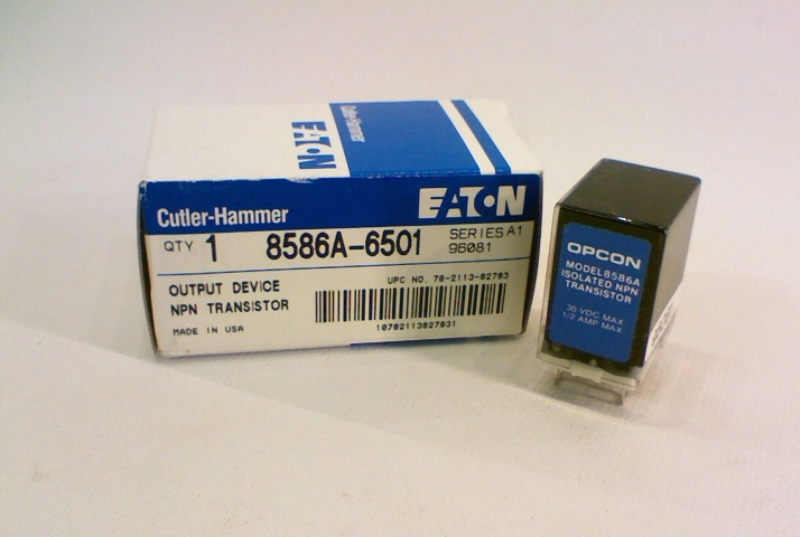 Cutler-Hammer
EATON
Cutler-Hammer
EATON
QTY 1 8586A-6501 SERIES A1
96081
UPC NO. 78-2113-82783
OUTPUT DEVICE
NPN TRANSISTOR
MADE IN USA
10782113827831
OPCON
MODEL 8586A
ISOLATED NPN
TRANSISTOR
30 VDC MAX
1/2 AMP MAX